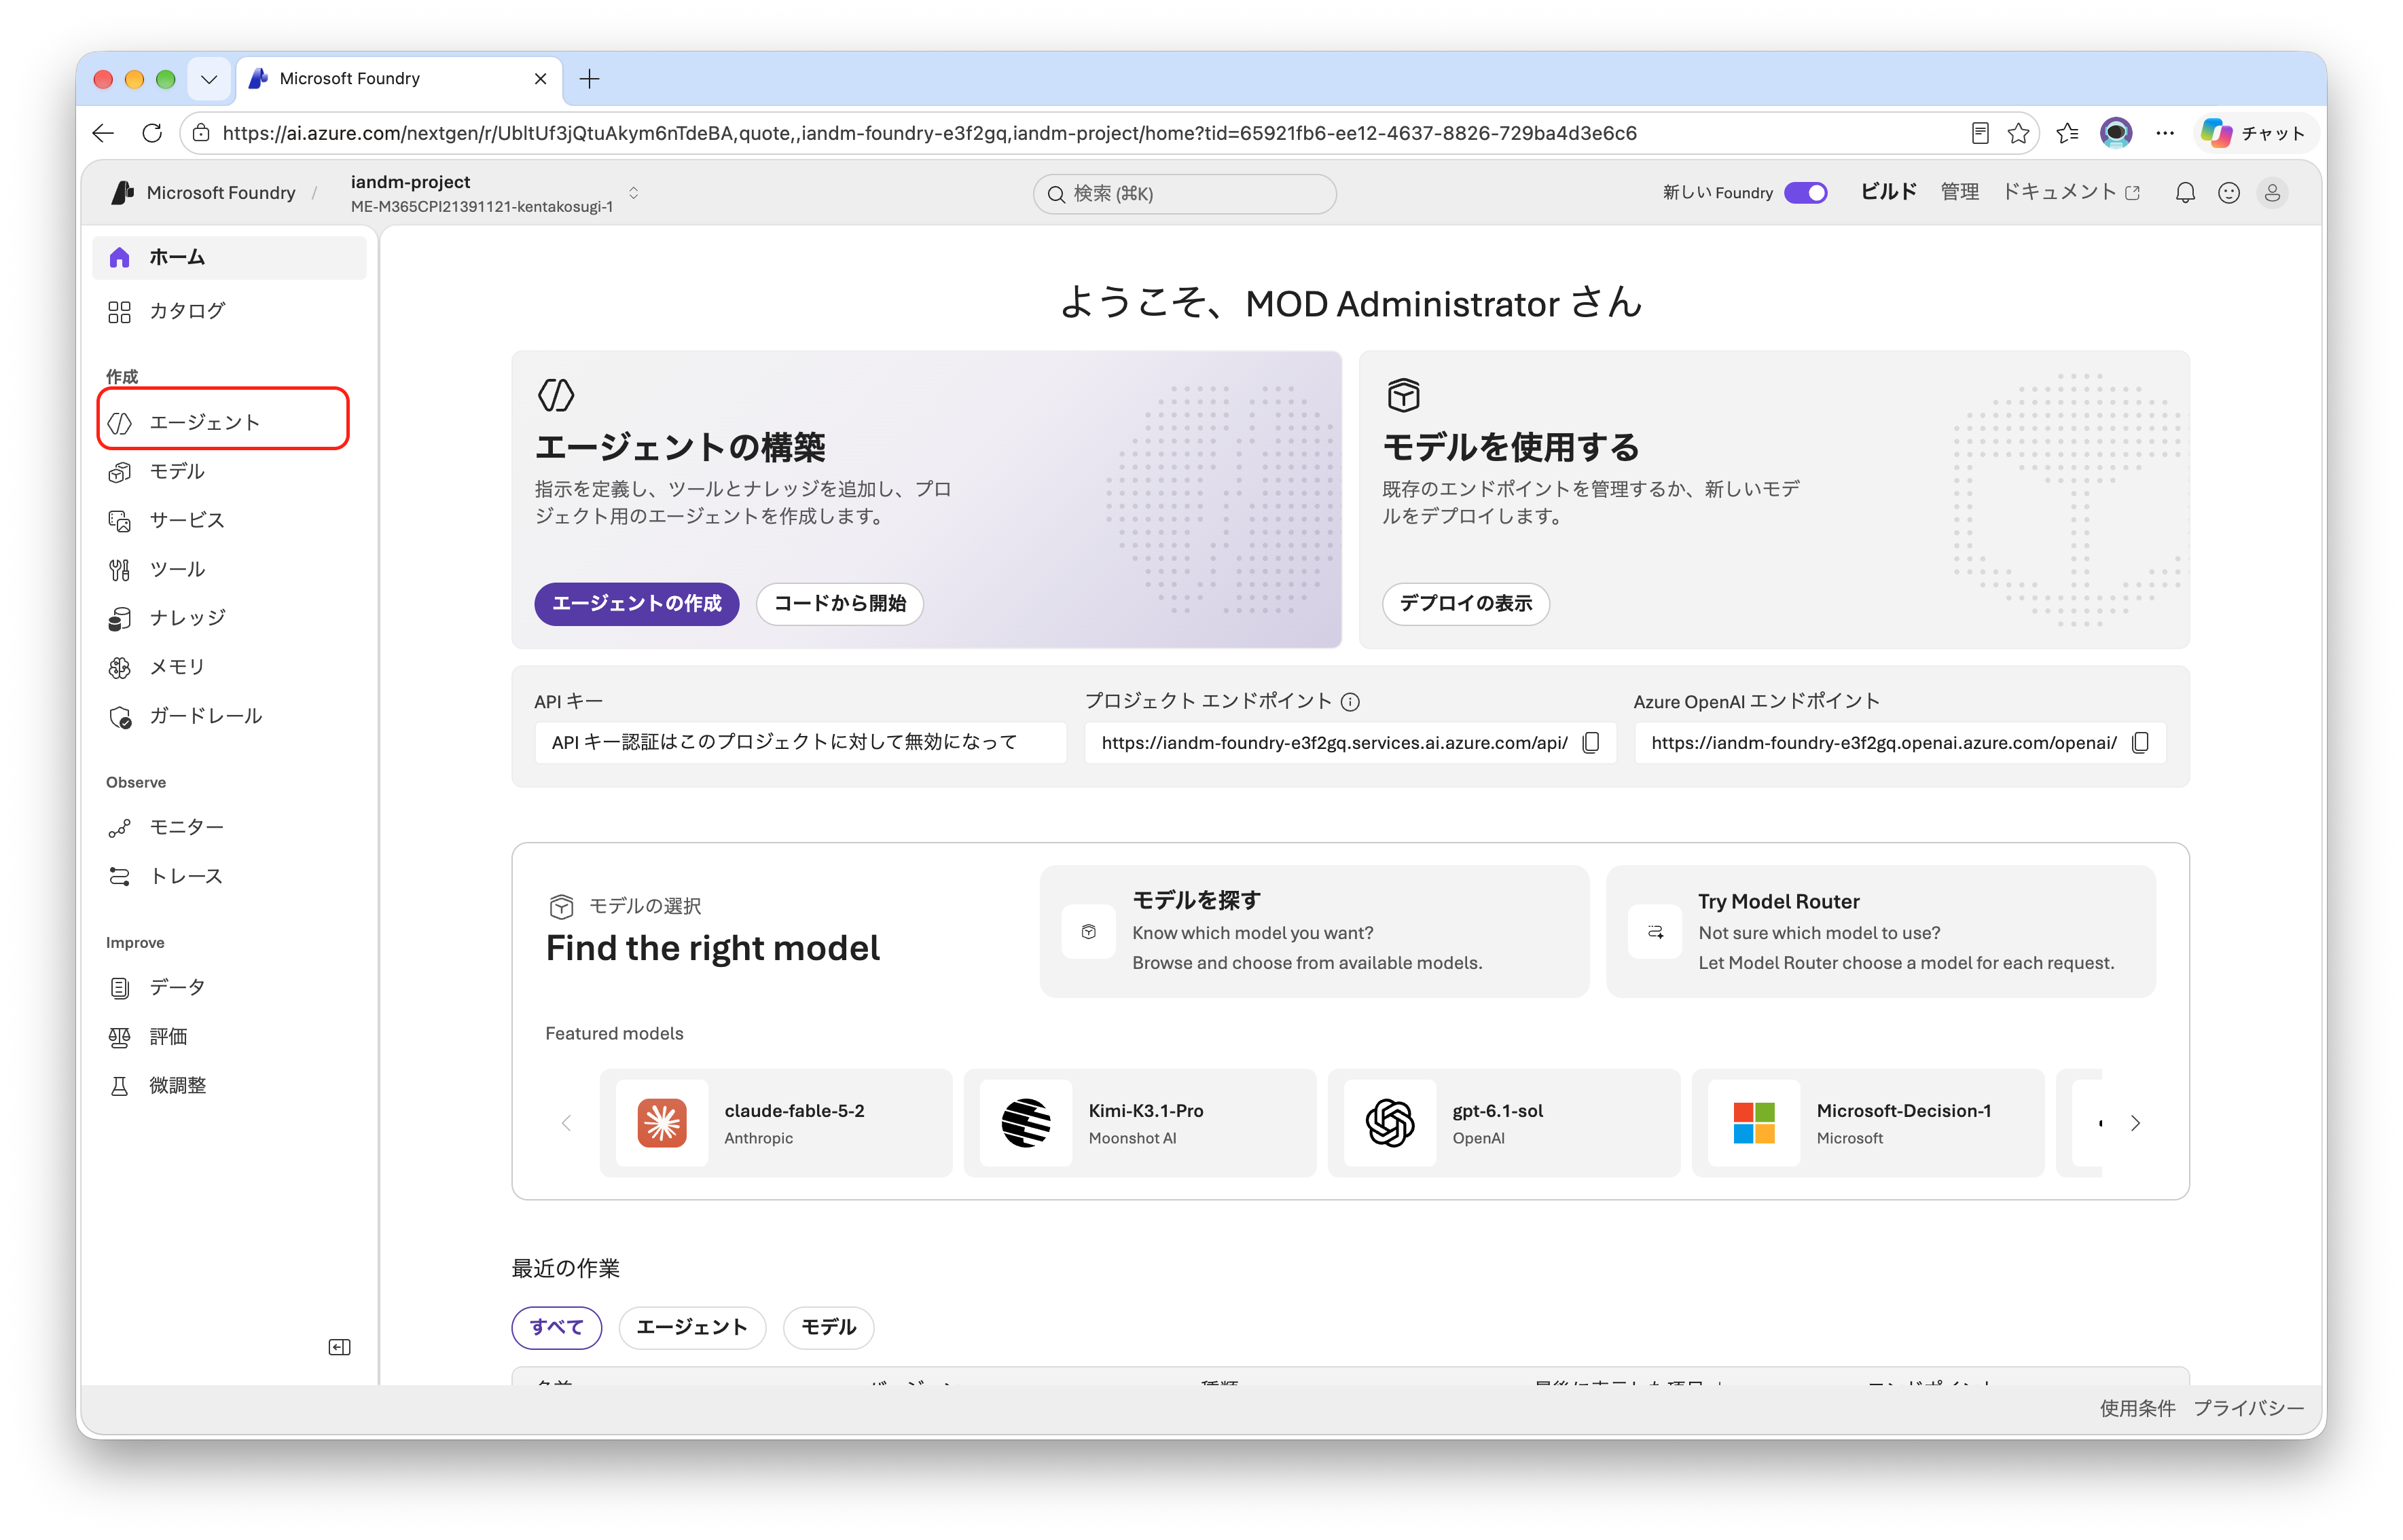 Microsoft Foundry
https://ai.azure.com/nextgen/r/UbltUf3jQtuAkym6nTdeBA,quote,,iandm-foundry-e3f2gq,iandm-project/home?tid=65921fb6-ee12-4637-8826-729ba4d3e6c6
チャット
Microsoft Foundry / iandm-project
ME-M365CPI21391121-kentakosugi-1
検索 (⌘K)
新しい Foundry
ビルド
管理
ドキュメント
ホーム
カタログ
作成
エージェント
モデル
サービス
ツール
ナレッジ
メモリ
ガードレール
Observe
モニター
トレース
Improve
データ
評価
微調整
ようこそ、MOD Administrator さん
エージェントの構築
指示を定義し、ツールとナレッジを追加し、プロ
ジェクト用のエージェントを作成します。
エージェントの作成
コードから開始
モデルを使用する
既存のエンドポイントを管理するか、新しいモデ
ルをデプロイします。
デプロイの表示
API キー
API キー認証はこのプロジェクトに対して無効になって
プロジェクト エンドポイント
https://iandm-foundry-e3f2gq.services.ai.azure.com/api/
Azure OpenAI エンドポイント
https://iandm-foundry-e3f2gq.openai.azure.com/openai/
モデルの選択
Find the right model
モデルを探す
Know which model you want?
Browse and choose from available models.
Try Model Router
Not sure which model to use?
Let Model Router choose a model for each request.
Featured models
claude-fable-5-2
Anthropic
Kimi-K3.1-Pro
Moonshot AI
gpt-6.1-sol
OpenAI
Microsoft-Decision-1
Microsoft
最近の作業
すべて
エージェント
モデル
使用条件
プライバシー